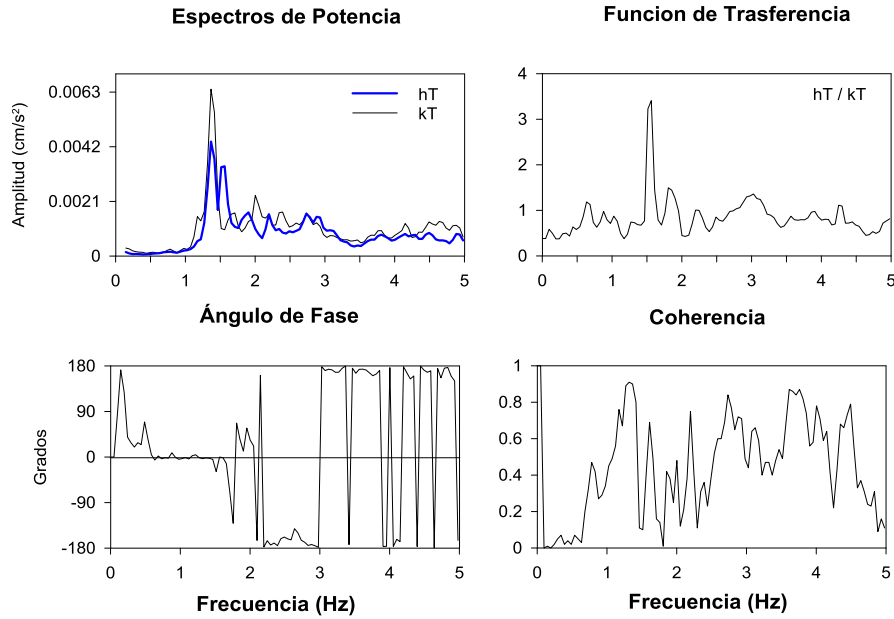 Espectros de Potencia
Funcion de Trasferencia
Amplitud (cm/s²)
0.0063
0.0042
0.0021
0
hT
kT
0 1 2 3 4 5
4
3
2
1
0
hT / kT
0 1 2 3 4 5
Ángulo de Fase
Coherencia
Grados
180
90
0
-90
-180
0 1 2 3 4 5
Frecuencia (Hz)
1
0.8
0.6
0.4
0.2
0
0 1 2 3 4 5
Frecuencia (Hz)